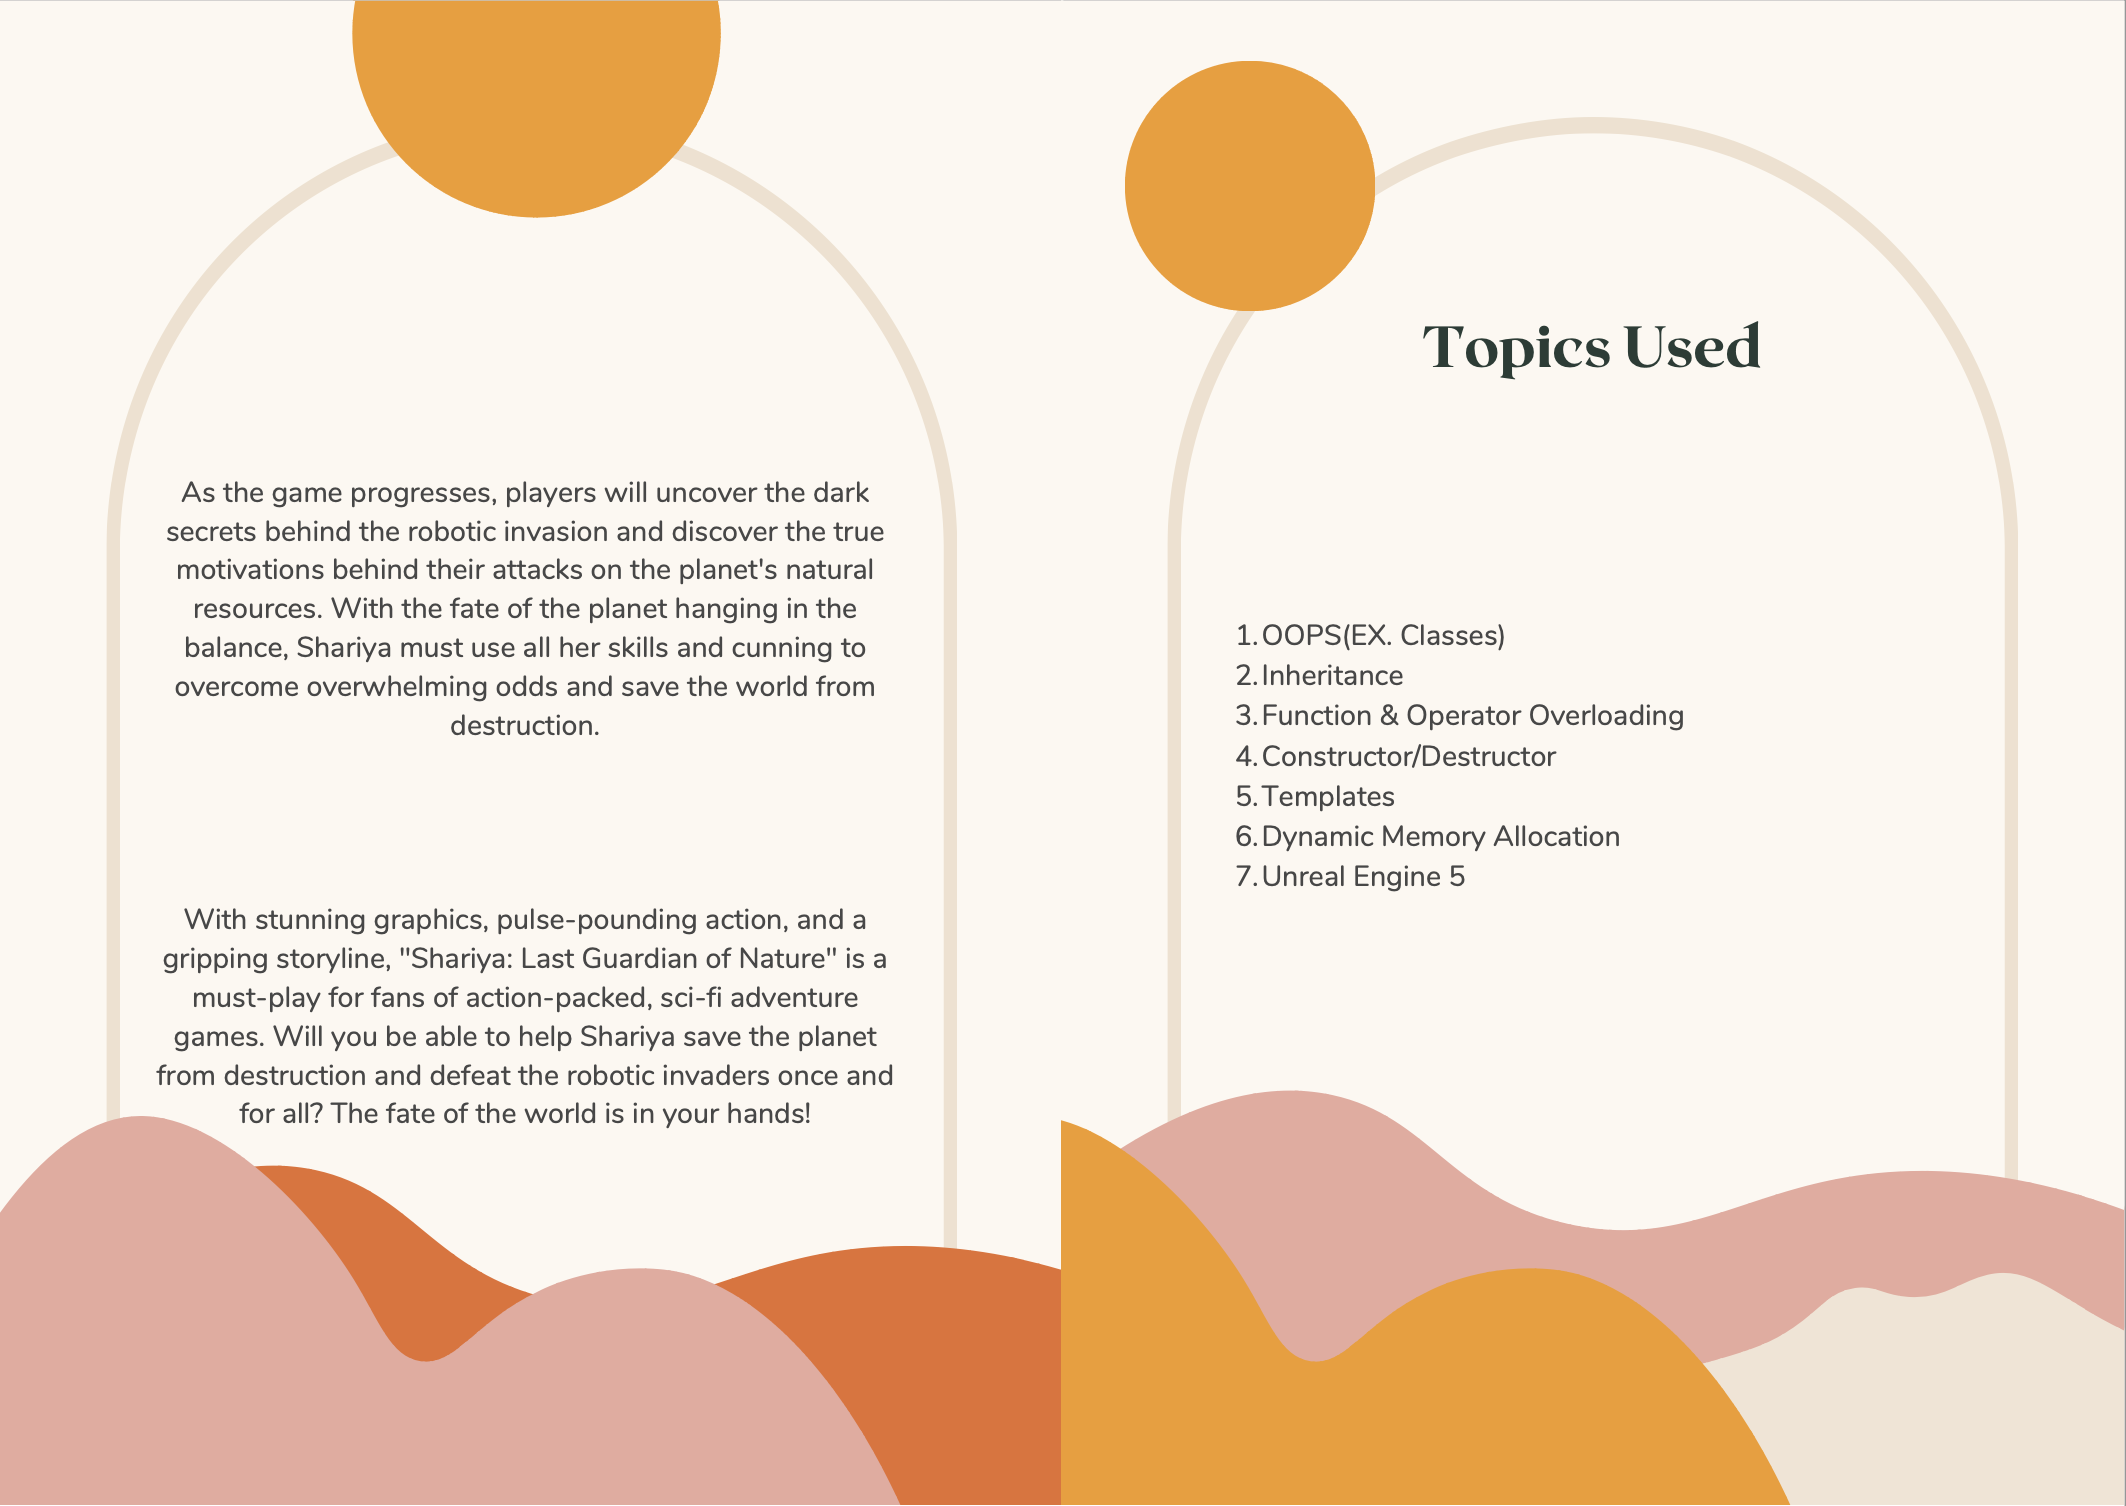 As the game progresses, players will uncover the dark
secrets behind the robotic invasion and discover the true
motivations behind their attacks on the planet's natural
resources. With the fate of the planet hanging in the
balance, Shariya must use all her skills and cunning to
overcome overwhelming odds and save the world from
destruction.
With stunning graphics, pulse-pounding action, and a
gripping storyline, "Shariya: Last Guardian of Nature" is a
must-play for fans of action-packed, sci-fi adventure
games. Will you be able to help Shariya save the planet
from destruction and defeat the robotic invaders once and
for all? The fate of the world is in your hands!
Topics Used
1. OOPS(EX. Classes)
2. Inheritance
3. Function & Operator Overloading
4. Constructor/Destructor
5. Templates
6. Dynamic Memory Allocation
7. Unreal Engine 5